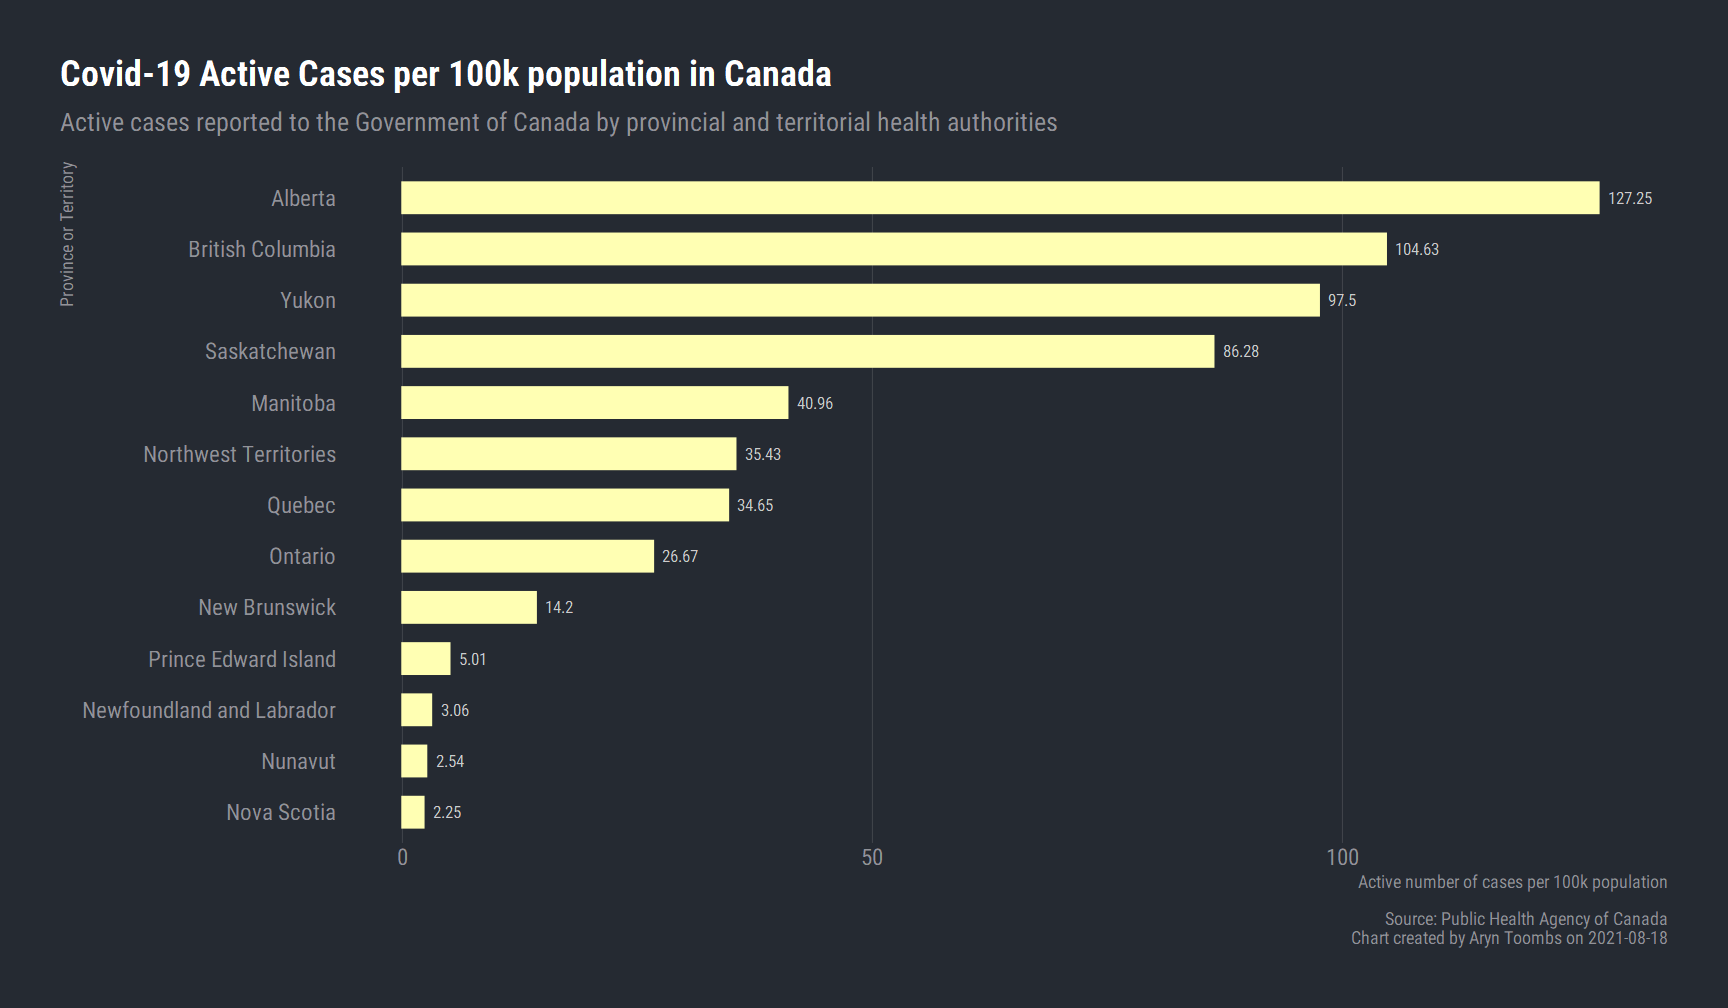 Covid-19 Active Cases per 100k population in Canada
Active cases reported to the Government of Canada by provincial and territorial health authorities
Province or Territory
Alberta 127.25
British Columbia 104.63
Yukon 97.5
Saskatchewan 86.28
Manitoba 40.96
Northwest Territories 35.43
Quebec 34.65
Ontario 26.67
New Brunswick 14.2
Prince Edward Island 5.01
Newfoundland and Labrador 3.06
Nunavut 2.54
Nova Scotia 2.25
0 50 100
Active number of cases per 100k population
Source: Public Health Agency of Canada
Chart created by Aryn Toombs on 2021-08-18